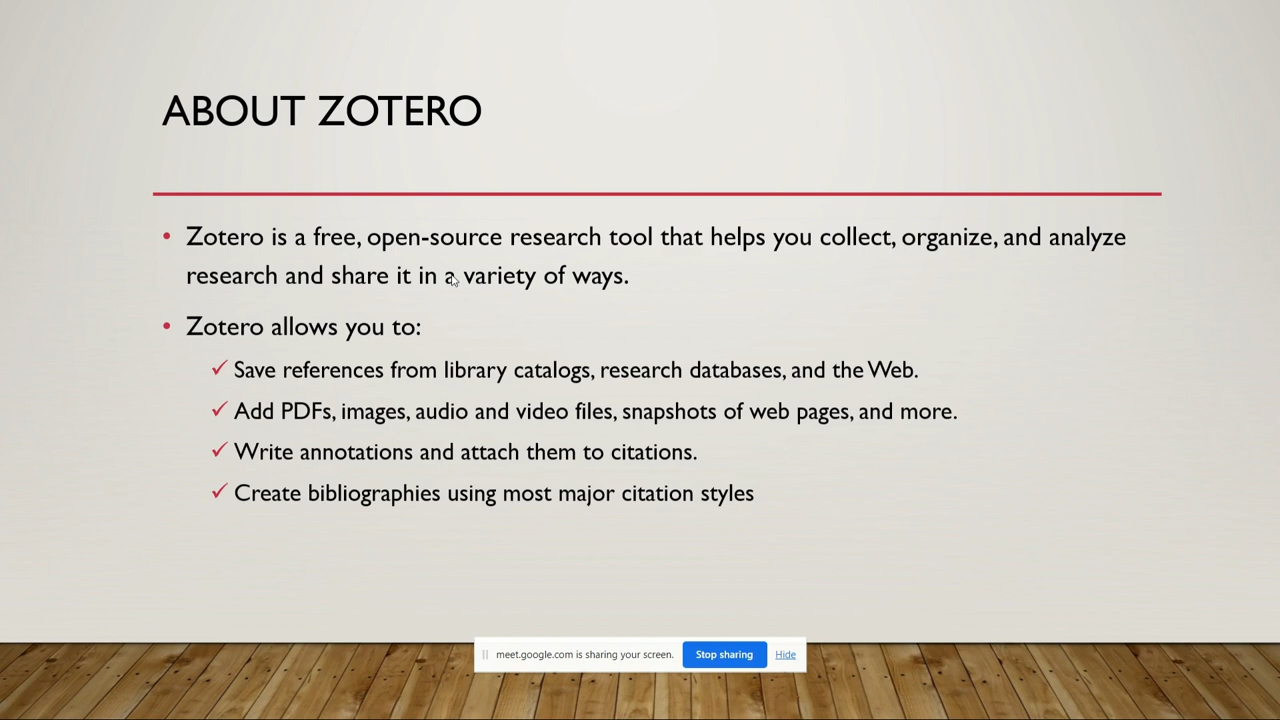 ABOUT ZOTERO
• Zotero is a free, open-source research tool that helps you collect, organize, and analyze
research and share it in a variety of ways.
• Zotero allows you to:
✓ Save references from library catalogs, research databases, and the Web.
✓ Add PDFs, images, audio and video files, snapshots of web pages, and more.
✓ Write annotations and attach them to citations.
✓ Create bibliographies using most major citation styles
meet.google.com is sharing your screen. Stop sharing Hide